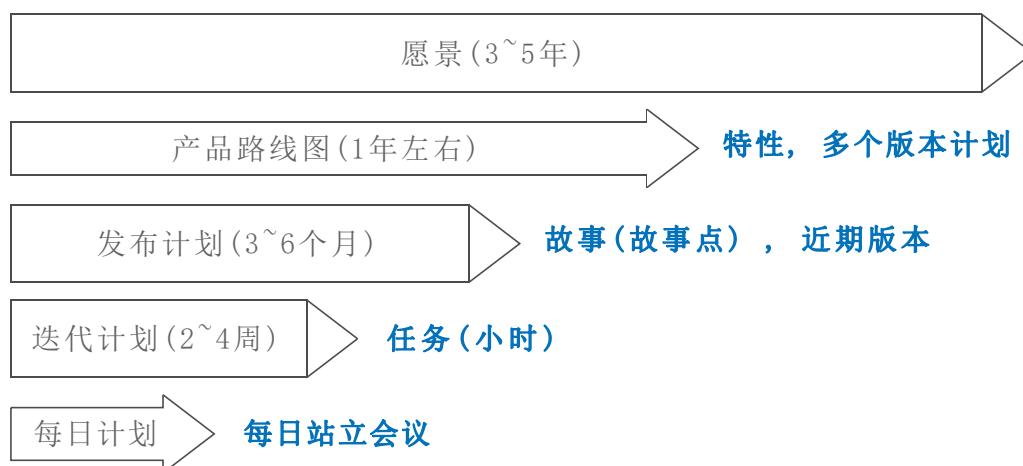 愿景(3~5年)
产品路线图(1年左右) 特性, 多个版本计划
发布计划(3~6个月) 故事(故事点) , 近期版本
迭代计划(2~4周) 任务(小时)
每日计划 每日站立会议